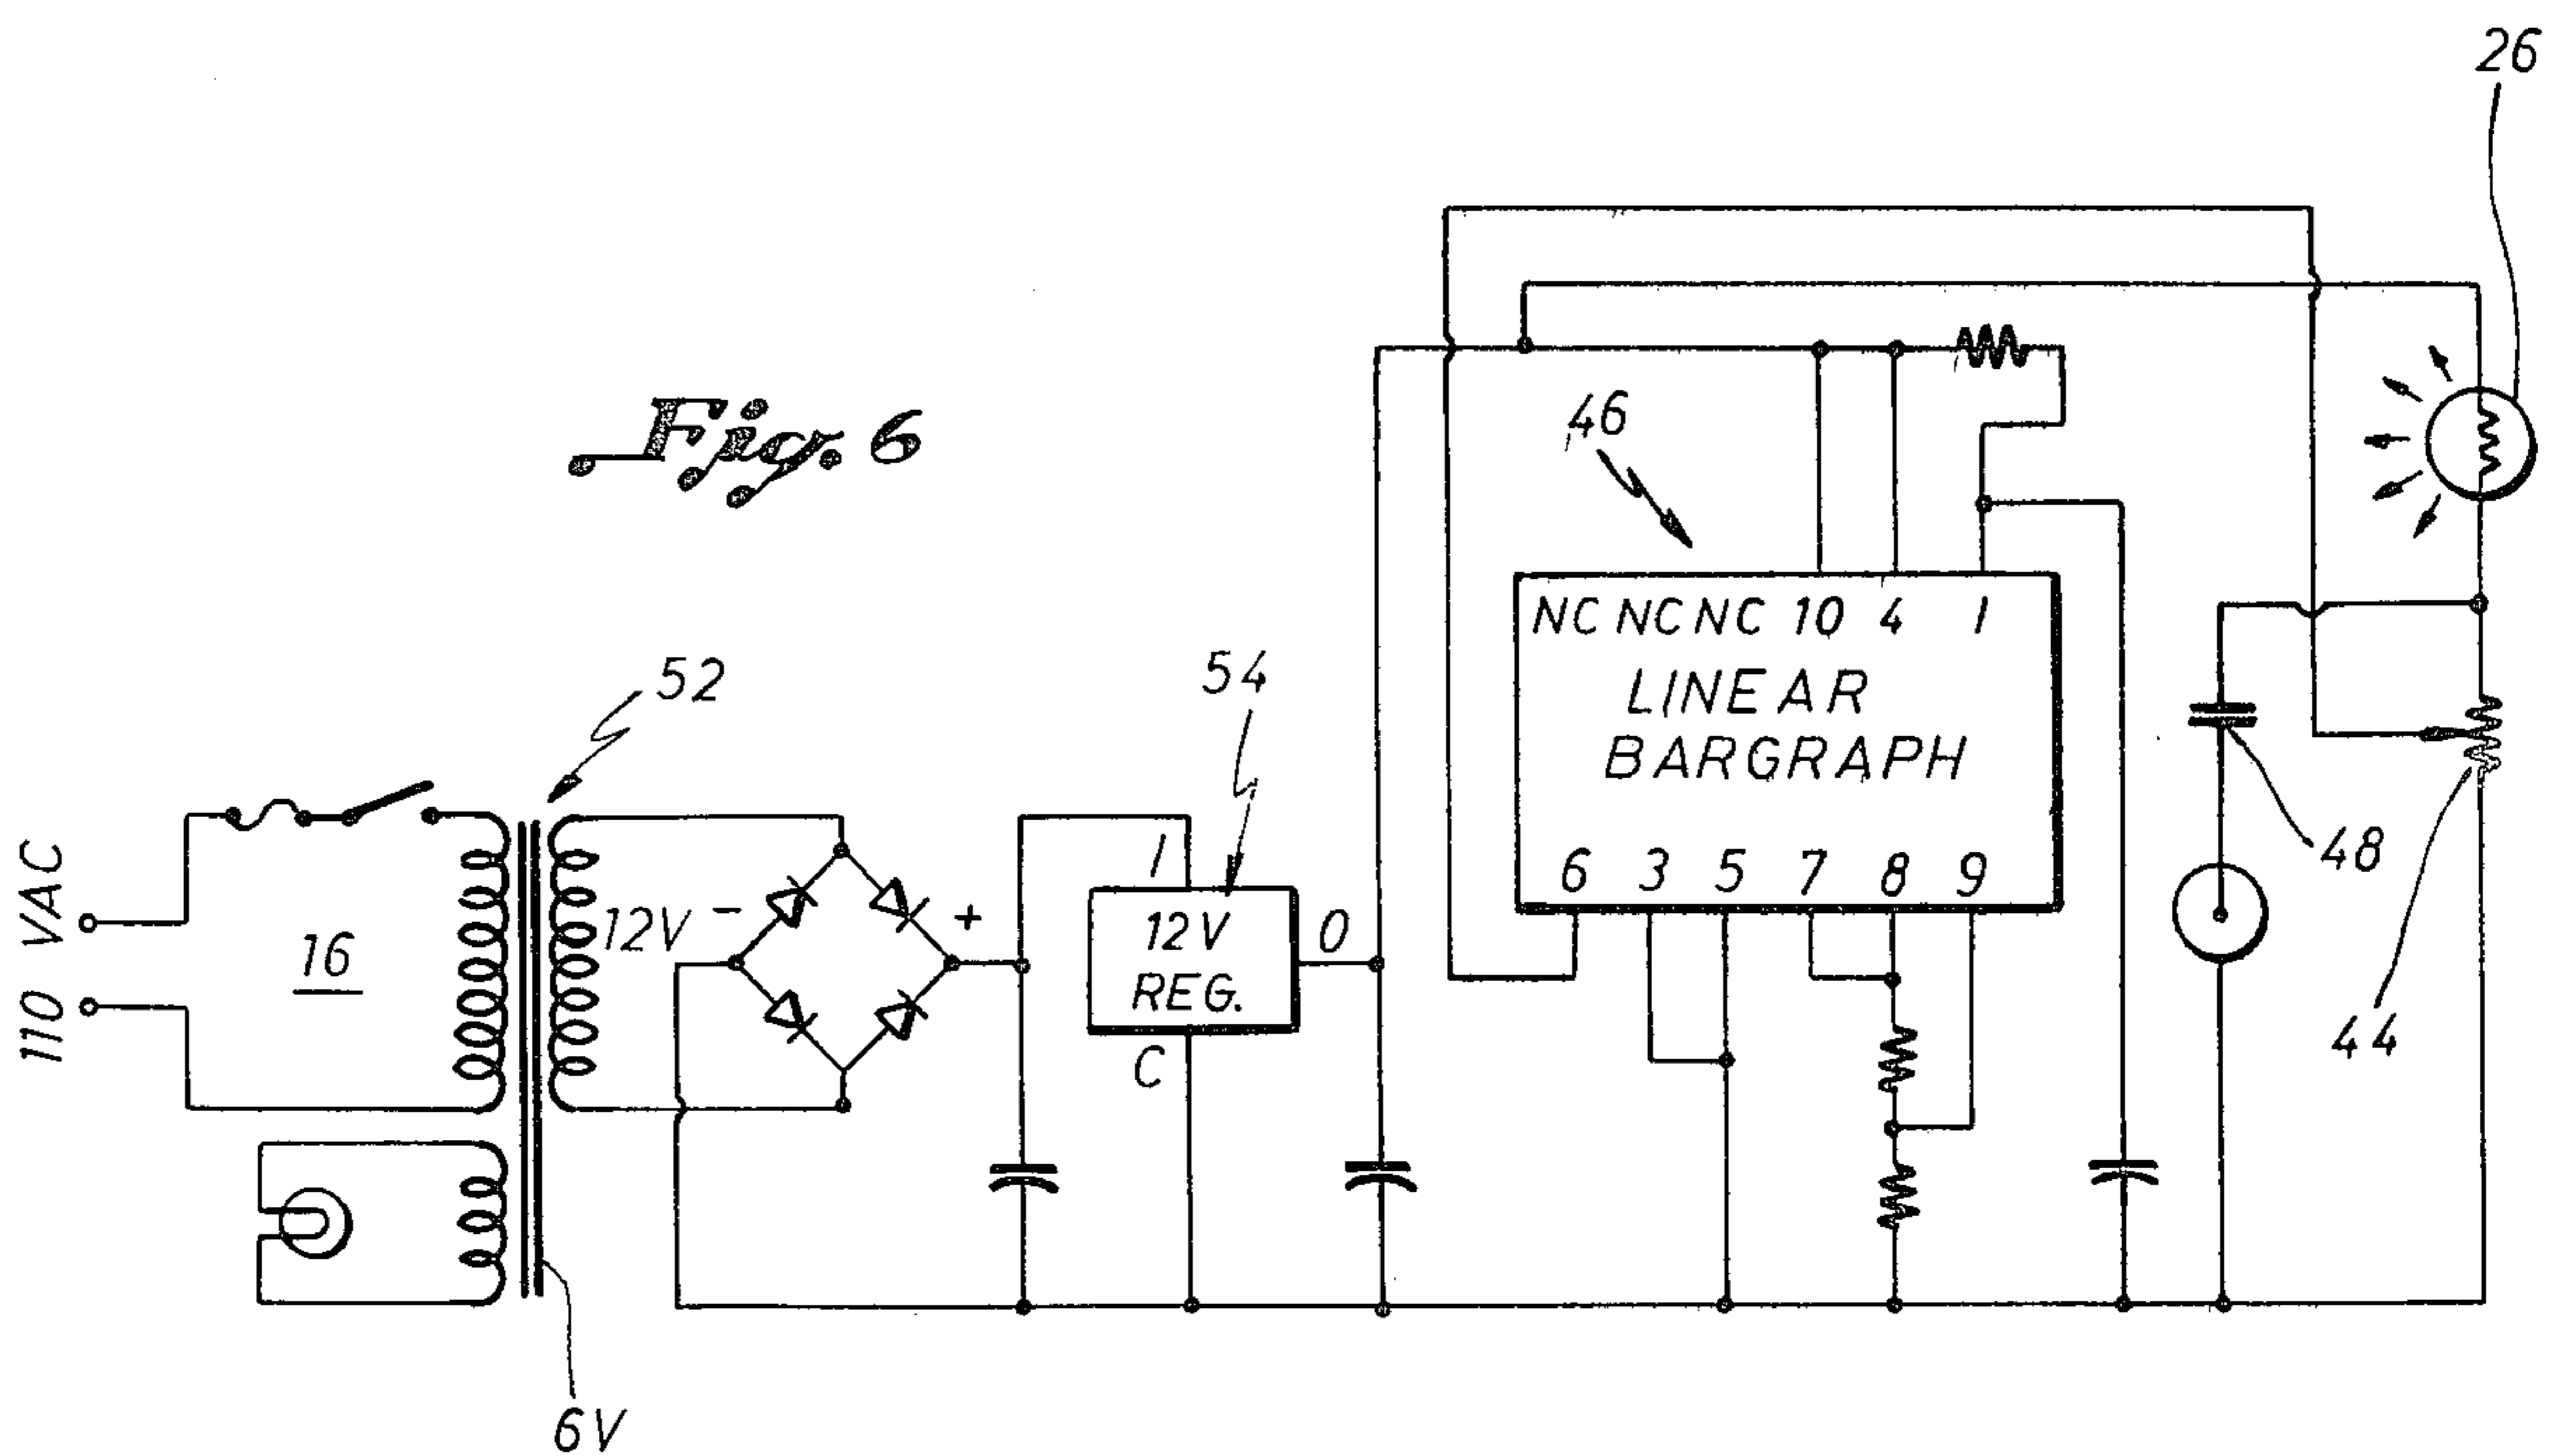 26
Fig. 6
46
NC NC NC 10 4 1
LINEAR
BARGRAPH
6 3 5 7 8 9
52
54
48
44
110 VAC
16
12V
-
+
I
12V
REG.
O
C
6V